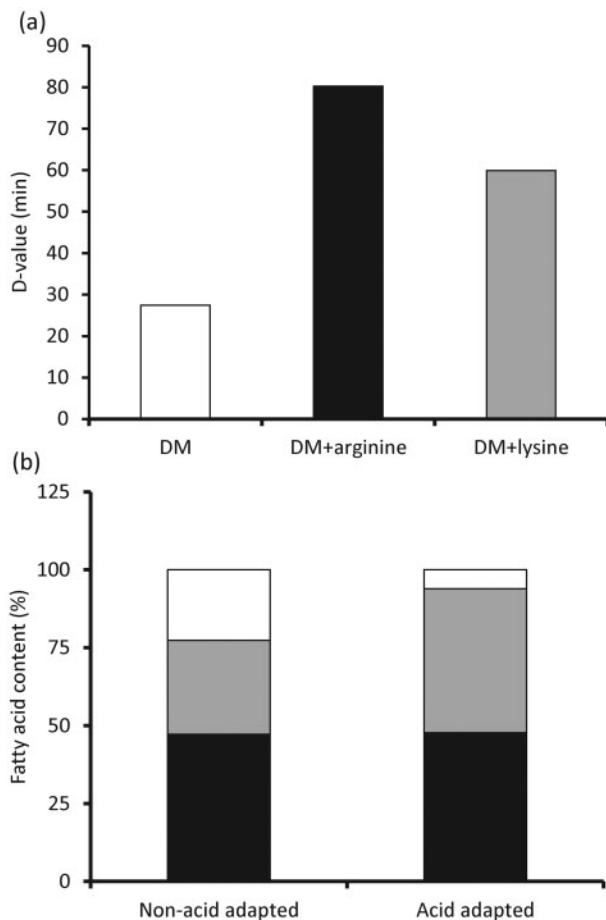 (a)
90
80
70
60
50
40
30
20
10
0
D-value (min)
DM DM+arginine DM+lysine
(b)
125
100
75
50
25
0
Fatty acid content (%)
Non-acid adapted Acid adapted